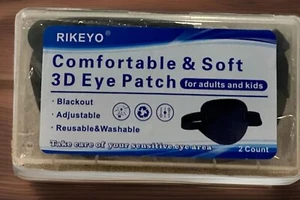 RIKEYO®
Comfortable & Soft
3D Eye Patch for adults and kids
· Blackout
· Adjustable
· Reusable&Washable
Take care of your sensitive eye area
2 Count